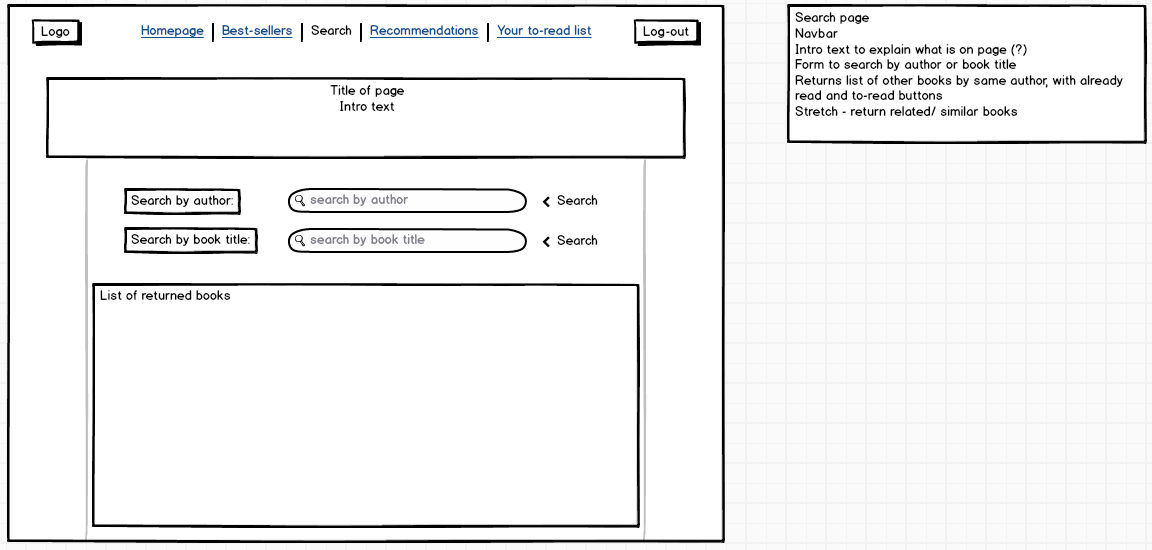 Logo
Homepage
Best-sellers
Search
Recommendations
Your to-read list
Log-out
Title of page
Intro text
Search by author:
search by author
Search
Search by book title:
search by book title
Search
List of returned books
Search page
Navbar
Intro text to explain what is on page (?)
Form to search by author or book title
Returns list of other books by same author, with already
read and to-read buttons
Stretch - return related/ similar books